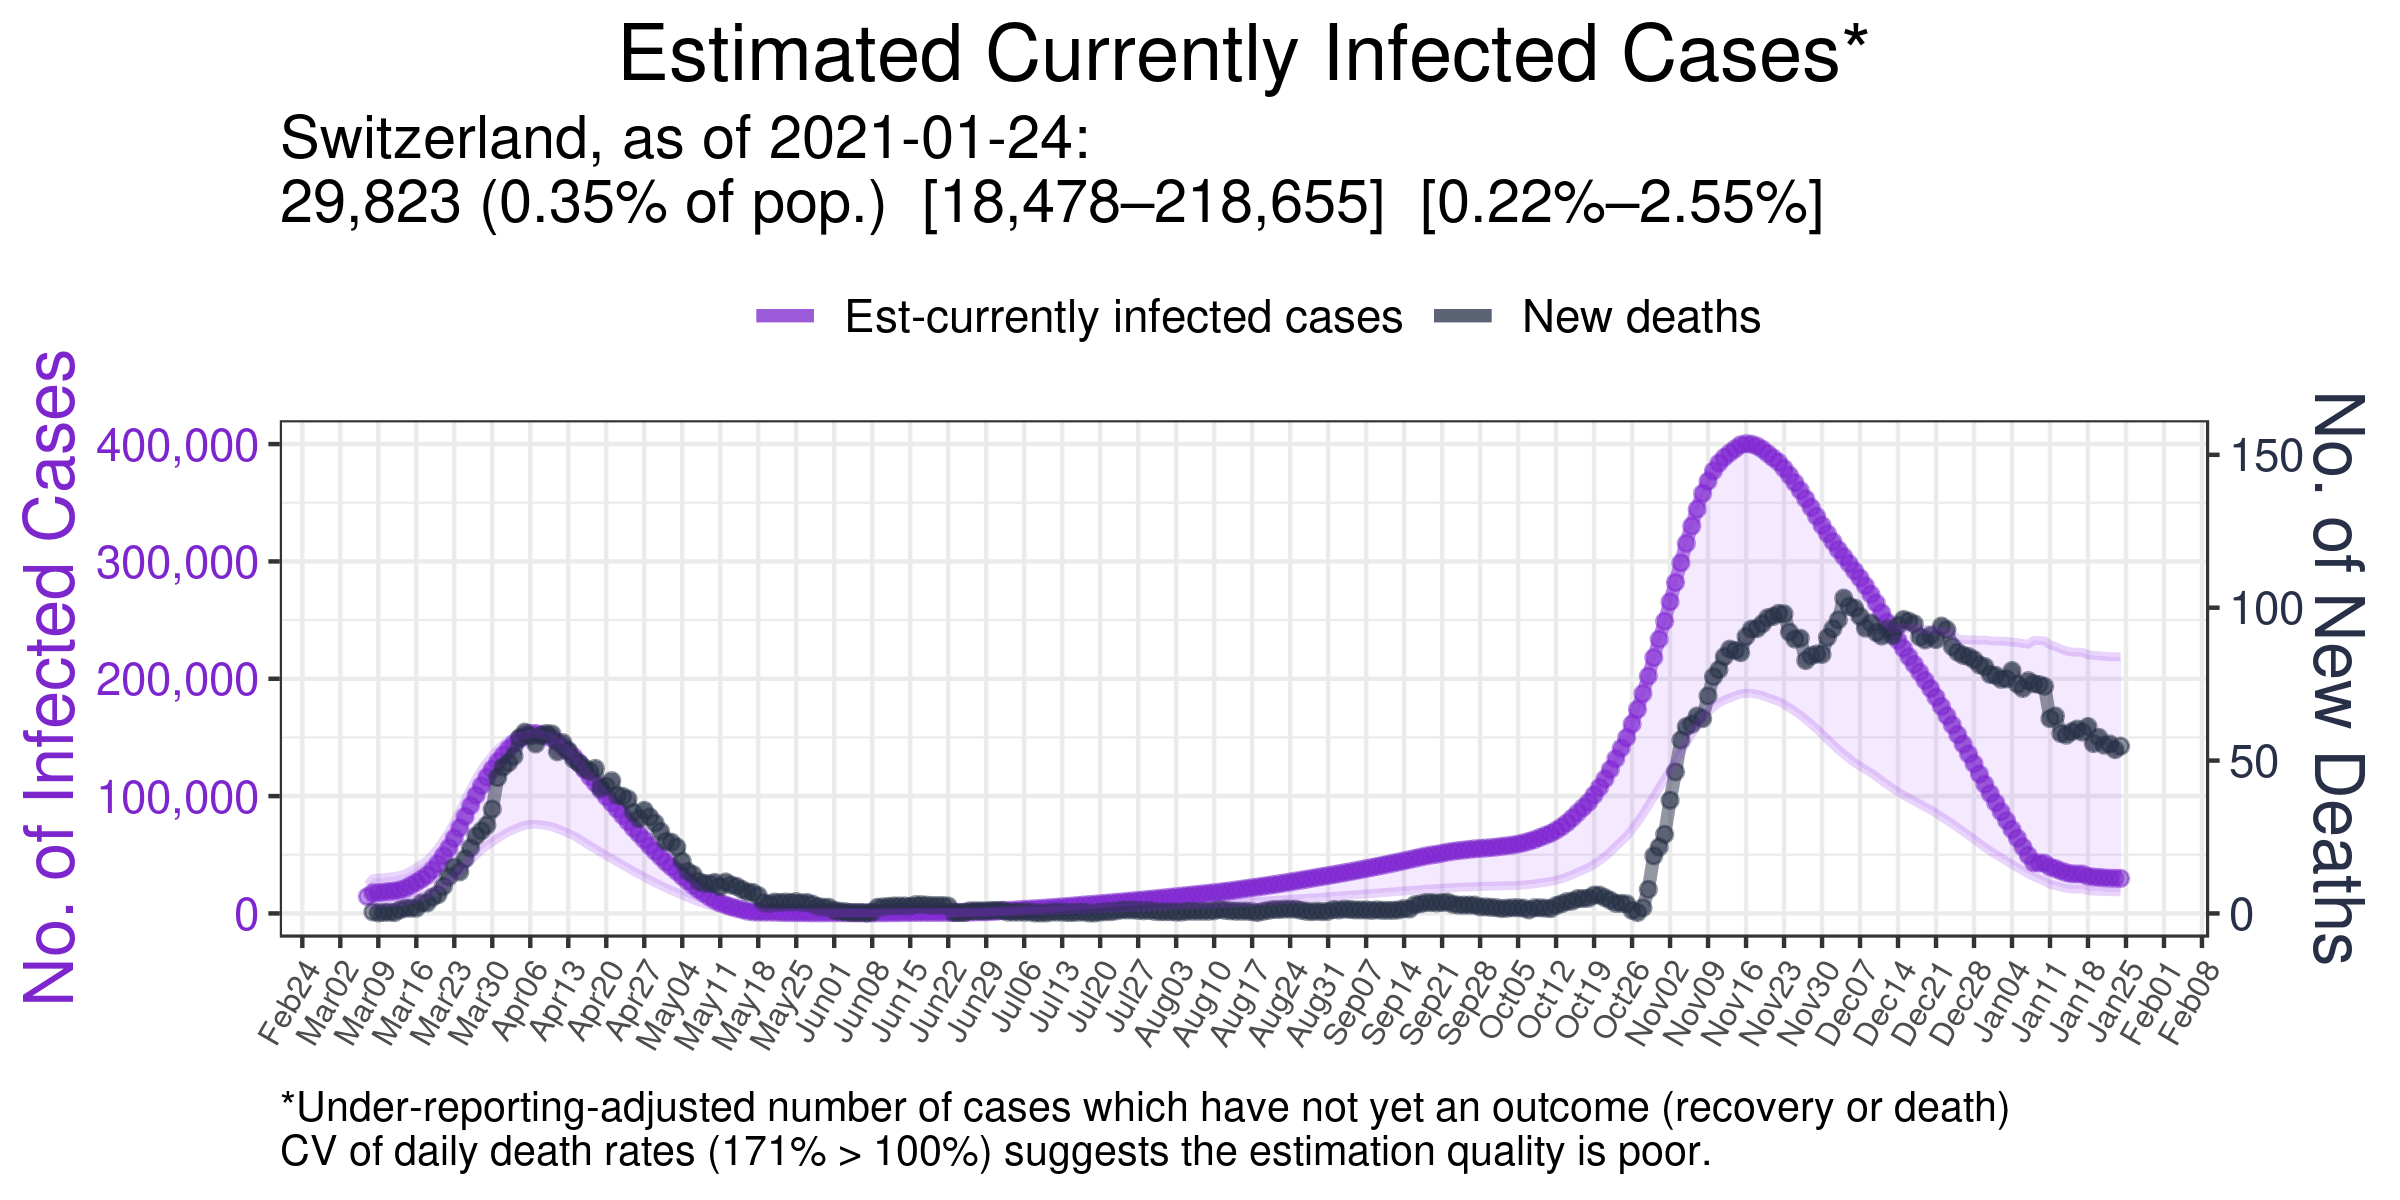 Estimated Currently Infected Cases*
Switzerland, as of 2021-01-24:
29,823 (0.35% of pop.) [18,478–218,655] [0.22%–2.55%]
Est-currently infected cases New deaths
No. of Infected Cases
400,000
300,000
200,000
100,000
0
No. of New Deaths
150
100
50
0
Feb24 Mar02 Mar09 Mar16 Mar23 Mar30 Apr06 Apr13 Apr20 Apr27 May04 May11 May18 May25 Jun01 Jun08 Jun15 Jun22 Jun29 Jul06 Jul13 Jul20 Jul27 Aug03 Aug10 Aug17 Aug24 Aug31 Sep07 Sep14 Sep21 Sep28 Oct05 Oct12 Oct19 Oct26 Nov02 Nov09 Nov16 Nov23 Nov30 Dec07 Dec14 Dec21 Dec28 Jan04 Jan11 Jan18 Jan25 Feb01 Feb08
*Under-reporting-adjusted number of cases which have not yet an outcome (recovery or death)
CV of daily death rates (171% > 100%) suggests the estimation quality is poor.